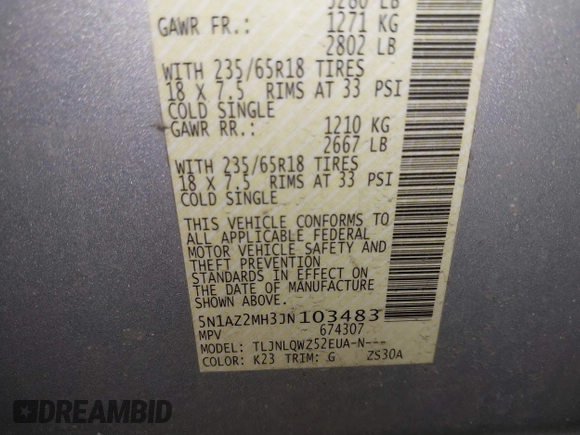 5280 LB
GAWR FR.: 1271 KG
2802 LB
WITH 235/65R18 TIRES
18 X 7.5 RIMS AT 33 PSI
COLD SINGLE
GAWR RR.: 1210 KG
2667 LB
WITH 235/65R18 TIRES
18 X 7.5 RIMS AT 33 PSI
COLD SINGLE
THIS VEHICLE CONFORMS TO
ALL APPLICABLE FEDERAL
MOTOR VEHICLE SAFETY AND
THEFT PREVENTION
STANDARDS IN EFFECT ON
THE DATE OF MANUFACTURE
SHOWN ABOVE.
5N1AZ2MH3JN103483
MPV 674307
MODEL: TLJNLQWZ52EUA-N---
COLOR: K23 TRIM: G ZS30A
DREAMBID